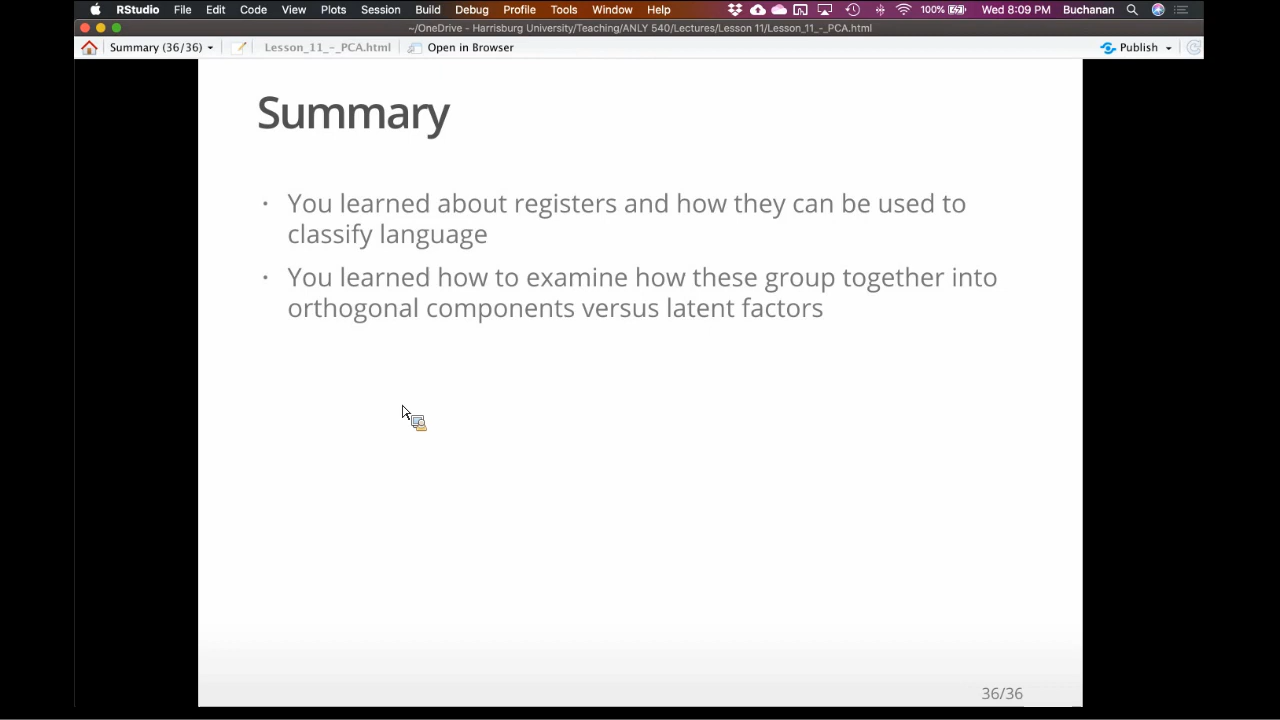 RStudio File Edit Code View Plots Session Build Debug Profile Tools Window Help 100% Wed 8:09 PM Buchanan
~/OneDrive - Harrisburg University/Teaching/ANLY 540/Lectures/Lesson 11/Lesson_11_-_PCA.html
Summary (36/36) Lesson_11_-_PCA.html Open in Browser Publish
Summary
· You learned about registers and how they can be used to
classify language
· You learned how to examine how these group together into
orthogonal components versus latent factors
36/36